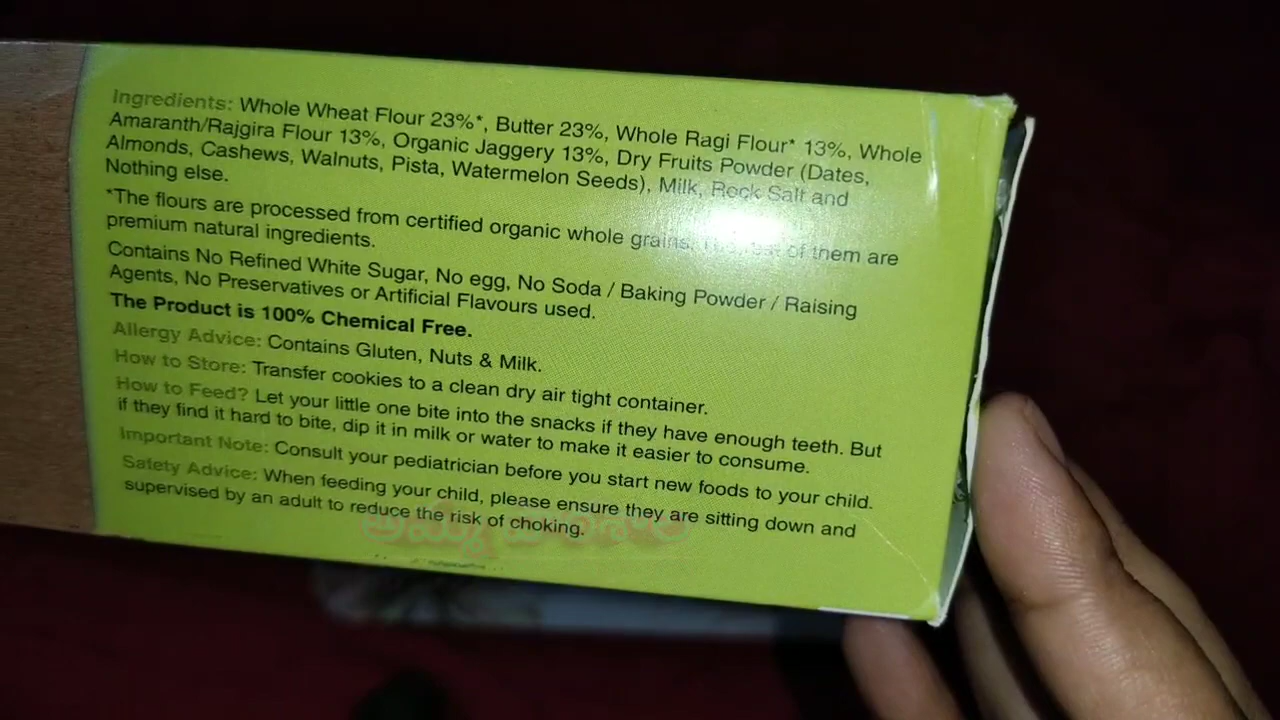 Ingredients: Whole Wheat Flour 23%*, Butter 23%, Whole Ragi Flour* 13%, Whole
Amaranth/Rajgira Flour 13%, Organic Jaggery 13%, Dry Fruits Powder (Dates,
Almonds, Cashews, Walnuts, Pista, Watermelon Seeds), Milk, Rock Salt and
Nothing else.
*The flours are processed from certified organic whole grains. rest of them are
premium natural ingredients.
Contains No Refined White Sugar, No egg, No Soda / Baking Powder / Raising
Agents, No Preservatives or Artificial Flavours used.
The Product is 100% Chemical Free.
Allergy Advice: Contains Gluten, Nuts & Milk.
How to Store: Transfer cookies to a clean dry air tight container.
How to Feed? Let your little one bite into the snacks if they have enough teeth. But
if they find it hard to bite, dip it in milk or water to make it easier to consume.
Important Note: Consult your pediatrician before you start new foods to your child.
Safety Advice: When feeding your child, please ensure they are sitting down and
supervised by an adult to reduce the risk of choking.